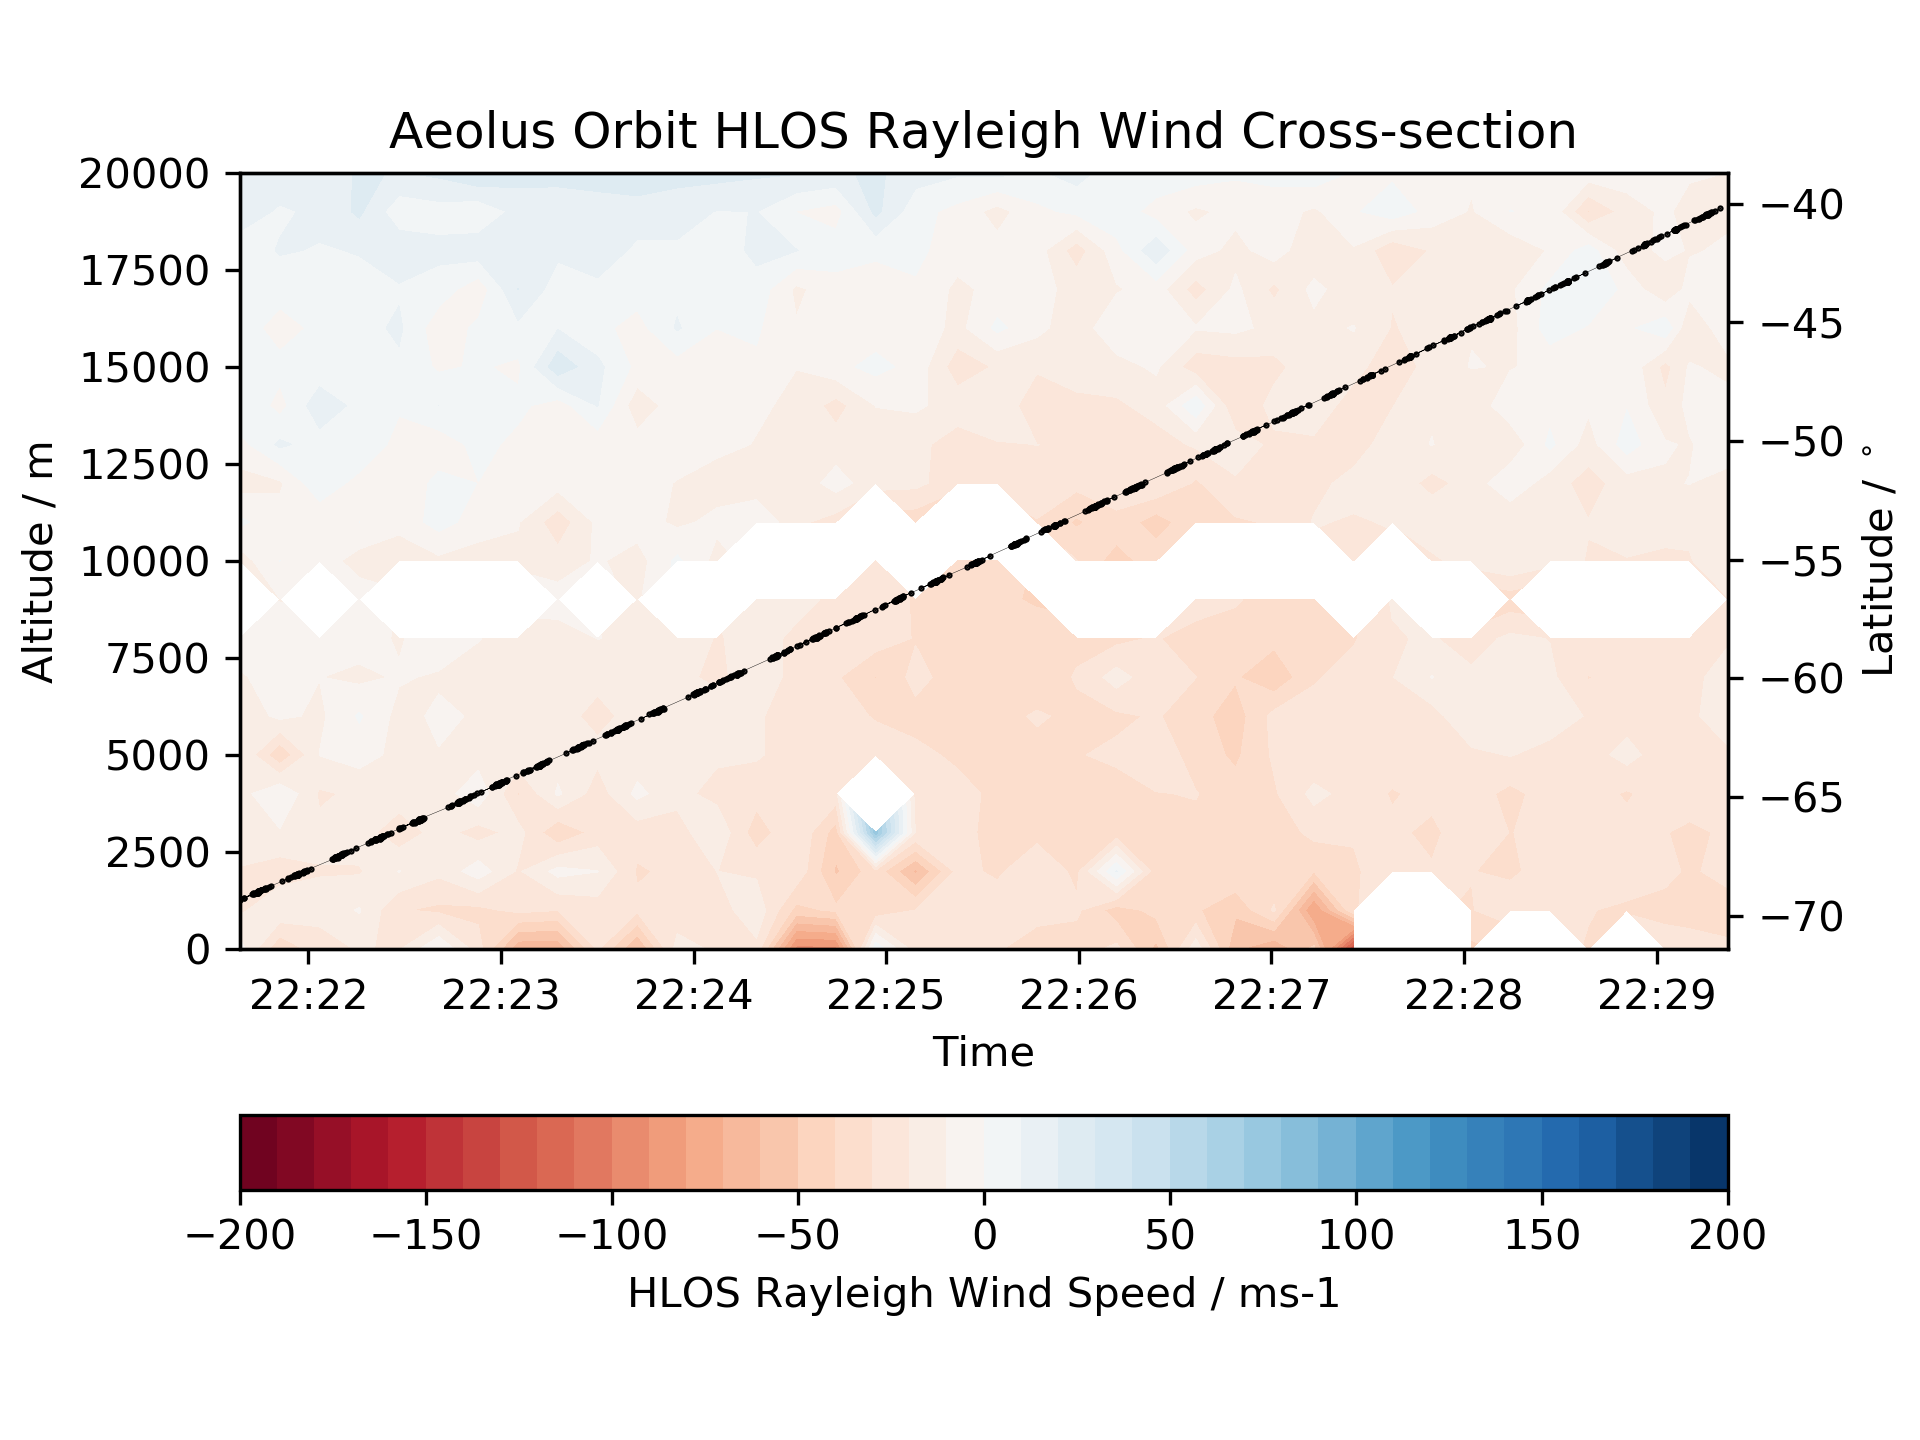 Aeolus Orbit HLOS Rayleigh Wind Cross-section
20000
17500
15000
12500
10000
7500
5000
2500
0
Altitude / m
−40
−45
−50
−55
−60
−65
−70
Latitude / °
22:22 22:23 22:24 22:25 22:26 22:27 22:28 22:29
Time
−200 −150 −100 −50 0 50 100 150 200
HLOS Rayleigh Wind Speed / ms-1